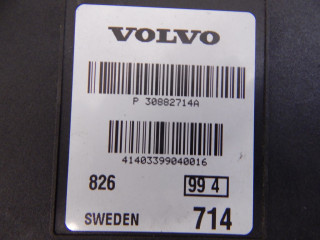 VOLVO
P 30882714A
41403399040016
826 99 4
SWEDEN 714